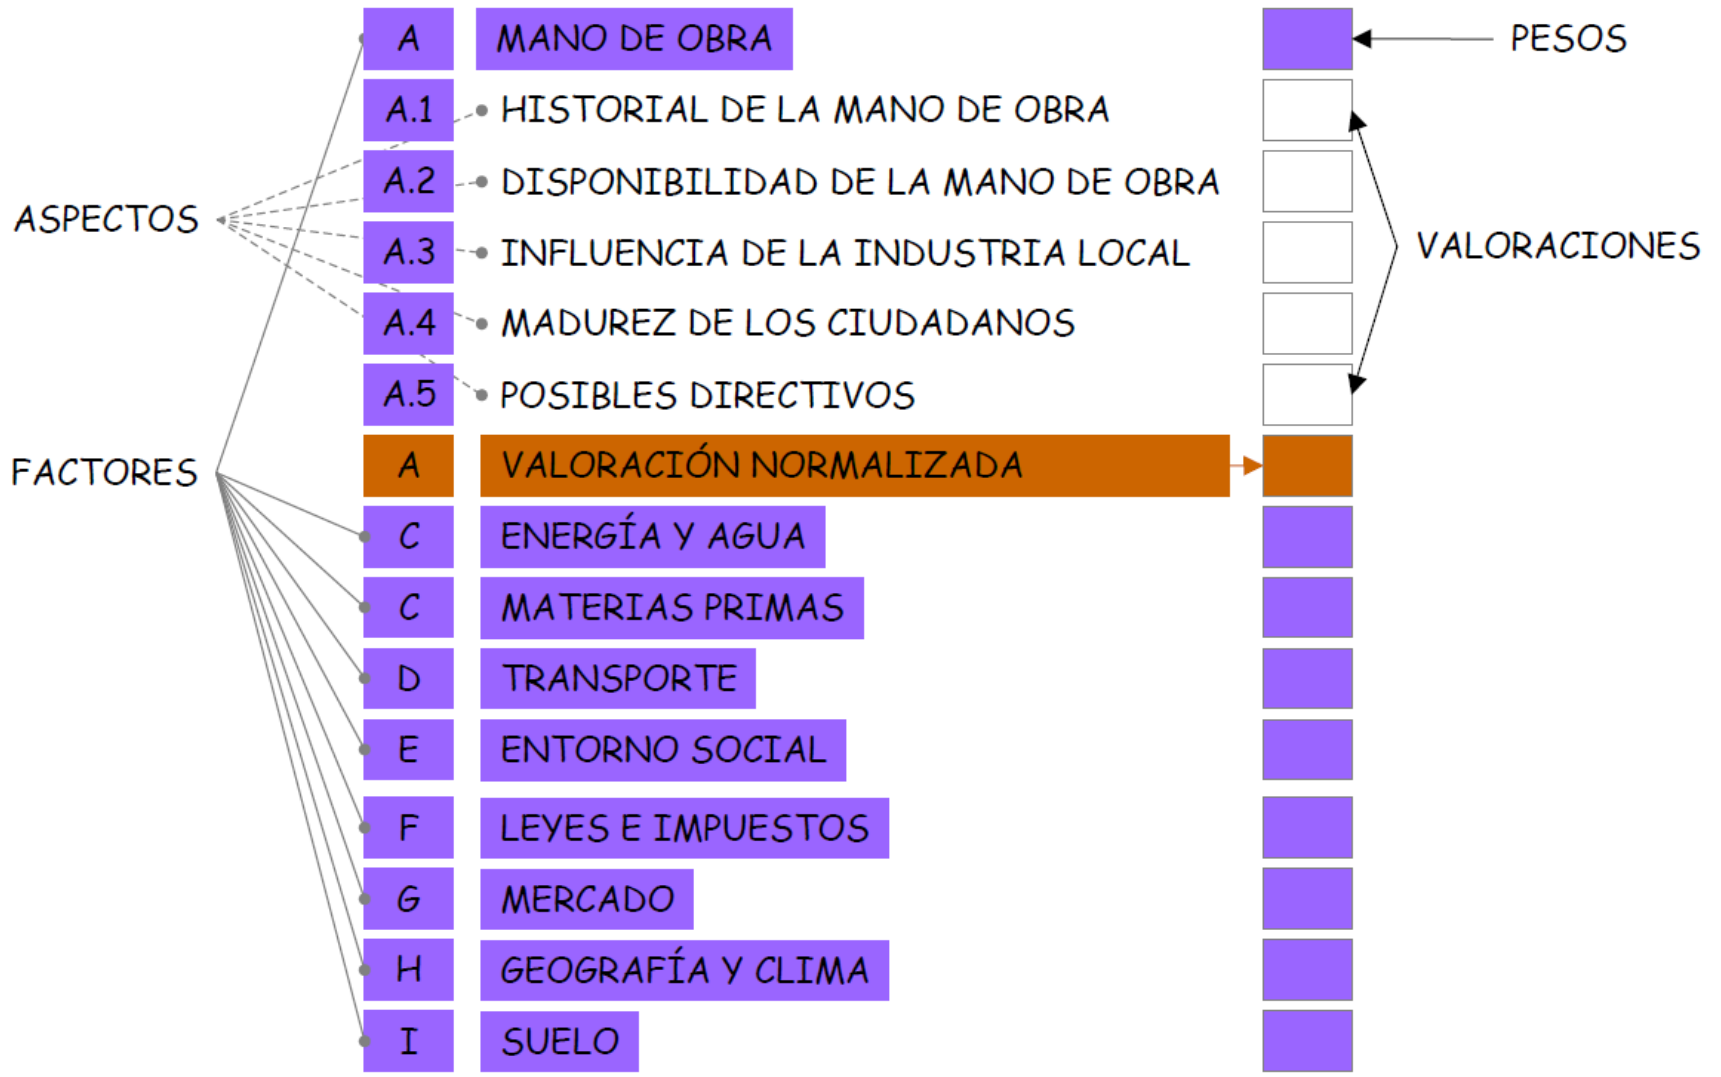 A MANO DE OBRA PESOS
A.1 HISTORIAL DE LA MANO DE OBRA
A.2 DISPONIBILIDAD DE LA MANO DE OBRA
ASPECTOS
A.3 INFLUENCIA DE LA INDUSTRIA LOCAL VALORACIONES
A.4 MADUREZ DE LOS CIUDADANOS
A.5 POSIBLES DIRECTIVOS
FACTORES A VALORACIÓN NORMALIZADA
C ENERGÍA Y AGUA
C MATERIAS PRIMAS
D TRANSPORTE
E ENTORNO SOCIAL
F LEYES E IMPUESTOS
G MERCADO
H GEOGRAFÍA Y CLIMA
I SUELO